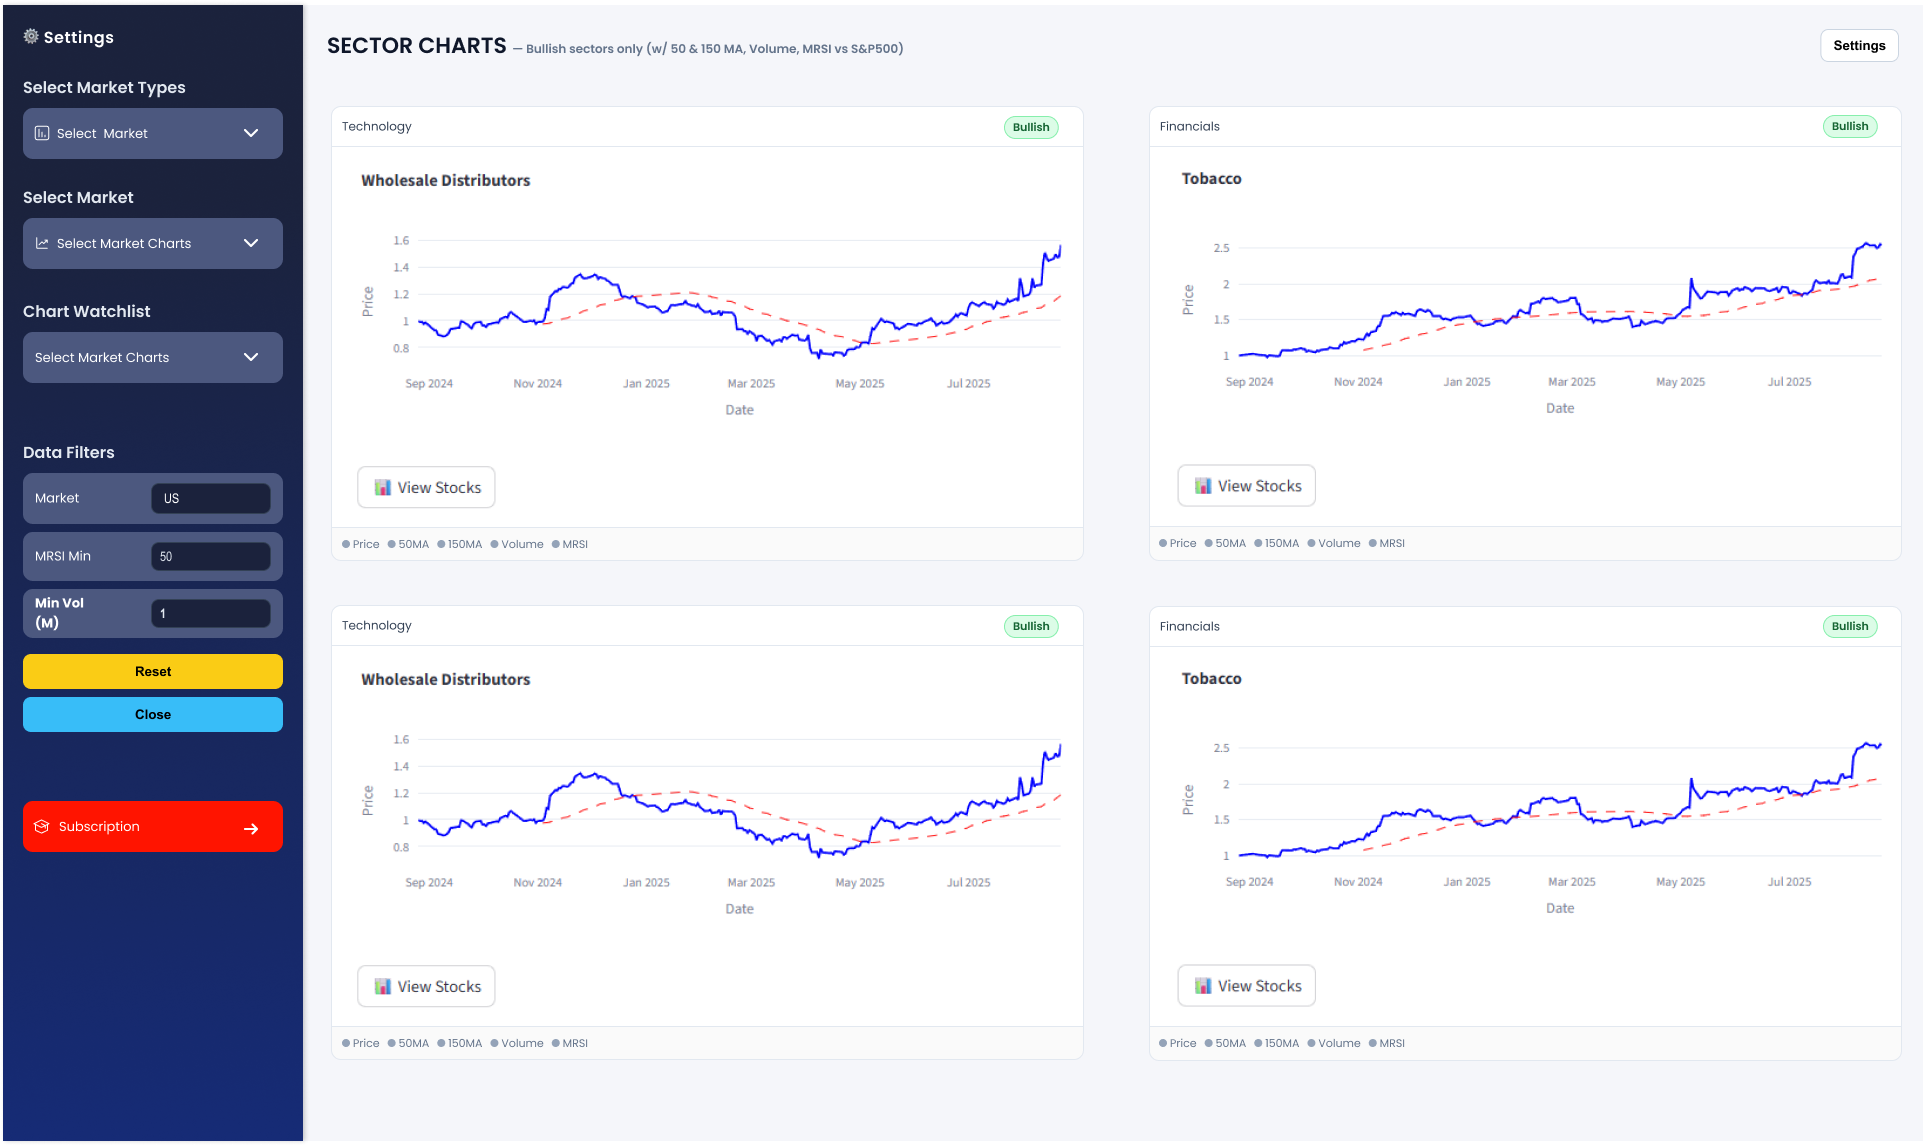 Settings
Select Market Types
Select Market
Select Market
Select Market Charts
Chart Watchlist
Select Market Charts
Data Filters
Market US
MRSI Min 50
Min Vol
(M)
1
Reset
Close
Subscription
SECTOR CHARTS — Bullish sectors only (w/ 50 & 150 MA, Volume, MRSI vs S&P500)
Settings
Technology Bullish
Wholesale Distributors
1.6
1.4
1.2
1
0.8
Price
Sep 2024 Nov 2024 Jan 2025 Mar 2025 May 2025 Jul 2025
Date
View Stocks
Price 50MA 150MA Volume MRSI
Financials Bullish
Tobacco
2.5
2
1.5
1
Price
Sep 2024 Nov 2024 Jan 2025 Mar 2025 May 2025 Jul 2025
Date
View Stocks
Price 50MA 150MA Volume MRSI
Technology Bullish
Wholesale Distributors
1.6
1.4
1.2
1
0.8
Price
Sep 2024 Nov 2024 Jan 2025 Mar 2025 May 2025 Jul 2025
Date
View Stocks
Price 50MA 150MA Volume MRSI
Financials Bullish
Tobacco
2.5
2
1.5
1
Price
Sep 2024 Nov 2024 Jan 2025 Mar 2025 May 2025 Jul 2025
Date
View Stocks
Price 50MA 150MA Volume MRSI